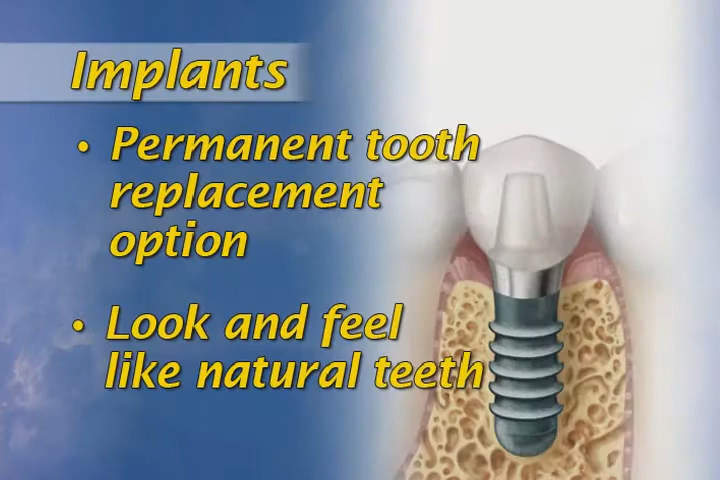 Implants
• Permanent tooth
replacement
option
• Look and feel
like natural teeth